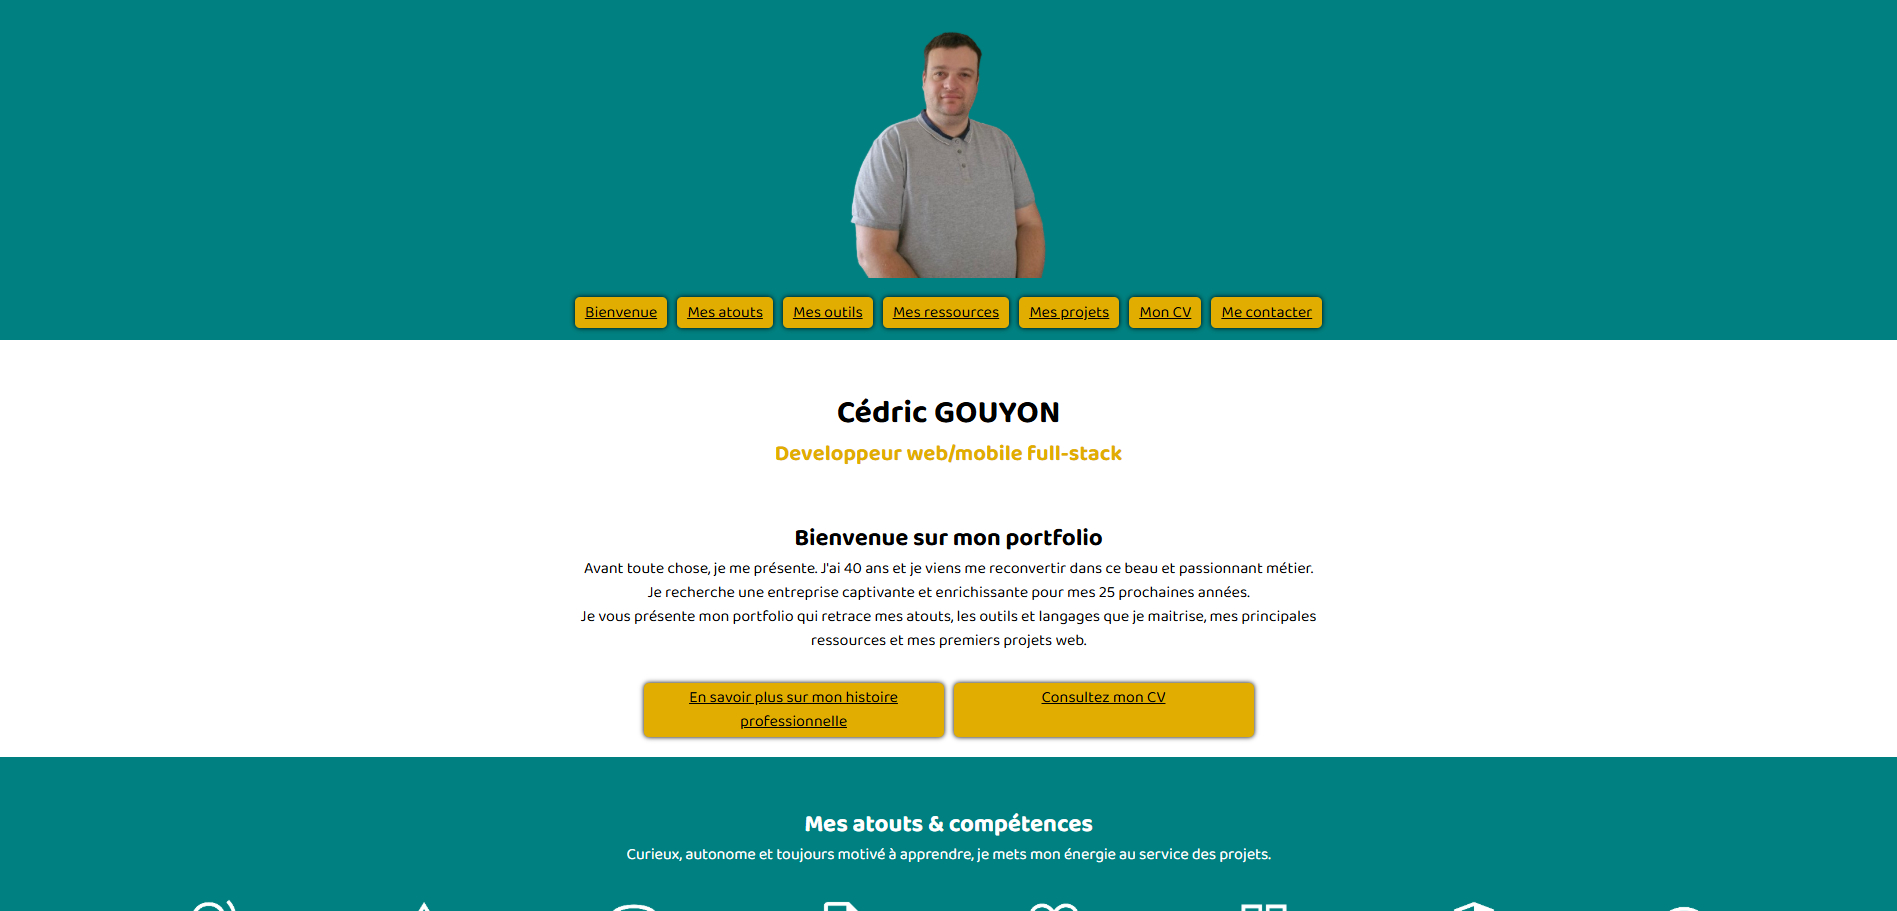 Bienvenue Mes atouts Mes outils Mes ressources Mes projets Mon CV Me contacter
Cédric GOUYON
Developpeur web/mobile full-stack
Bienvenue sur mon portfolio
Avant toute chose, je me présente. J'ai 40 ans et je viens me reconvertir dans ce beau et passionnant métier.
Je recherche une entreprise captivante et enrichissante pour mes 25 prochaines années.
Je vous présente mon portfolio qui retrace mes atouts, les outils et langages que je maitrise, mes principales
ressources et mes premiers projets web.
En savoir plus sur mon histoire
professionnelle
Consultez mon CV
Mes atouts & compétences
Curieux, autonome et toujours motivé à apprendre, je mets mon énergie au service des projets.